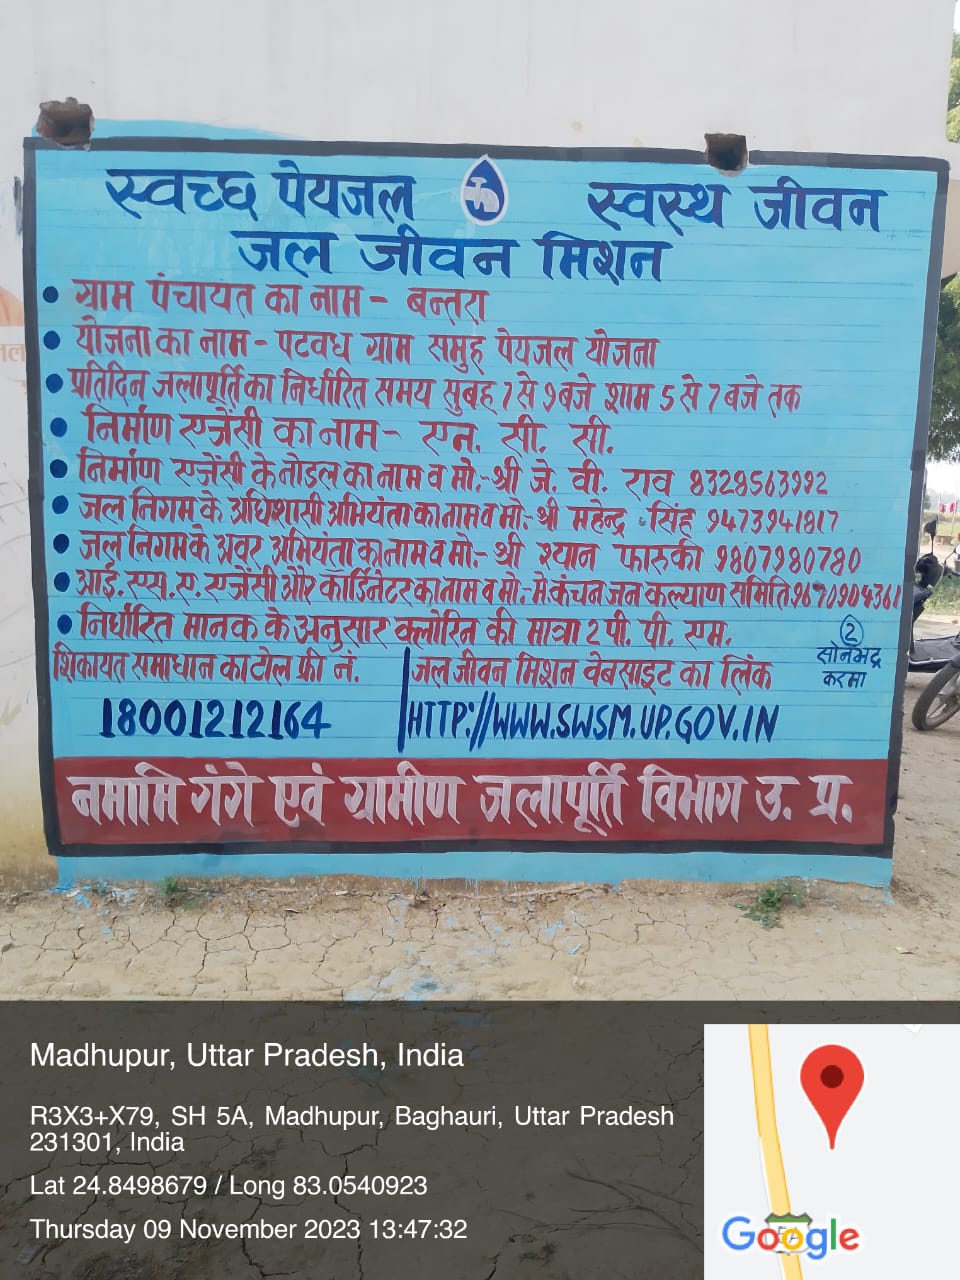 स्वच्छ पेयजल स्वस्थ जीवन
जल जीवन मिशन
• ग्राम पंचायत का नाम - बन्तरा
• योजना का नाम - पटवध ग्राम समुह पेयजल योजना
• प्रतिदिन जलापूर्ति का निर्धारित समय सुबह 7 से 9 बजे शाम 5 से 7 बजे तक
• निर्माण एजेंसी का नाम - एन. सी. सी.
• निर्माण एजेंसी के नोडल का नाम व मो.- श्री जे. वी. राव 8328563992
• जल निगम के अधिशासी अभियंता का नाम व मो.- श्री महेन्द्र सिंह 9473941817
• जल निगम के अवर अभियंता का नाम व मो.- श्री श्यान फारुकी 9807980780
• आई. एस. ए. एजेंसी और कॉर्डिनेटर का नाम व मो.- मे. कंचन जन कल्याण समिति 9670904361
• निर्धारित मानक के अनुसार क्लोरिन की मात्रा 2 पी. पी. एम.
2
सोनभद्र
करमा
शिकायत समाधान का टोल फ्री नं.
18001212164
जल जीवन मिशन वेबसाइट का लिंक
HTTP://WWW.SWSM.UP.GOV.IN
नमामि गंगे एवं ग्रामीण जलापूर्ति विभाग उ. प्र.
Madhupur, Uttar Pradesh, India
R3X3+X79, SH 5A, Madhupur, Baghauri, Uttar Pradesh
231301, India
Lat 24.8498679 / Long 83.0540923
Thursday 09 November 2023 13:47:32
Google